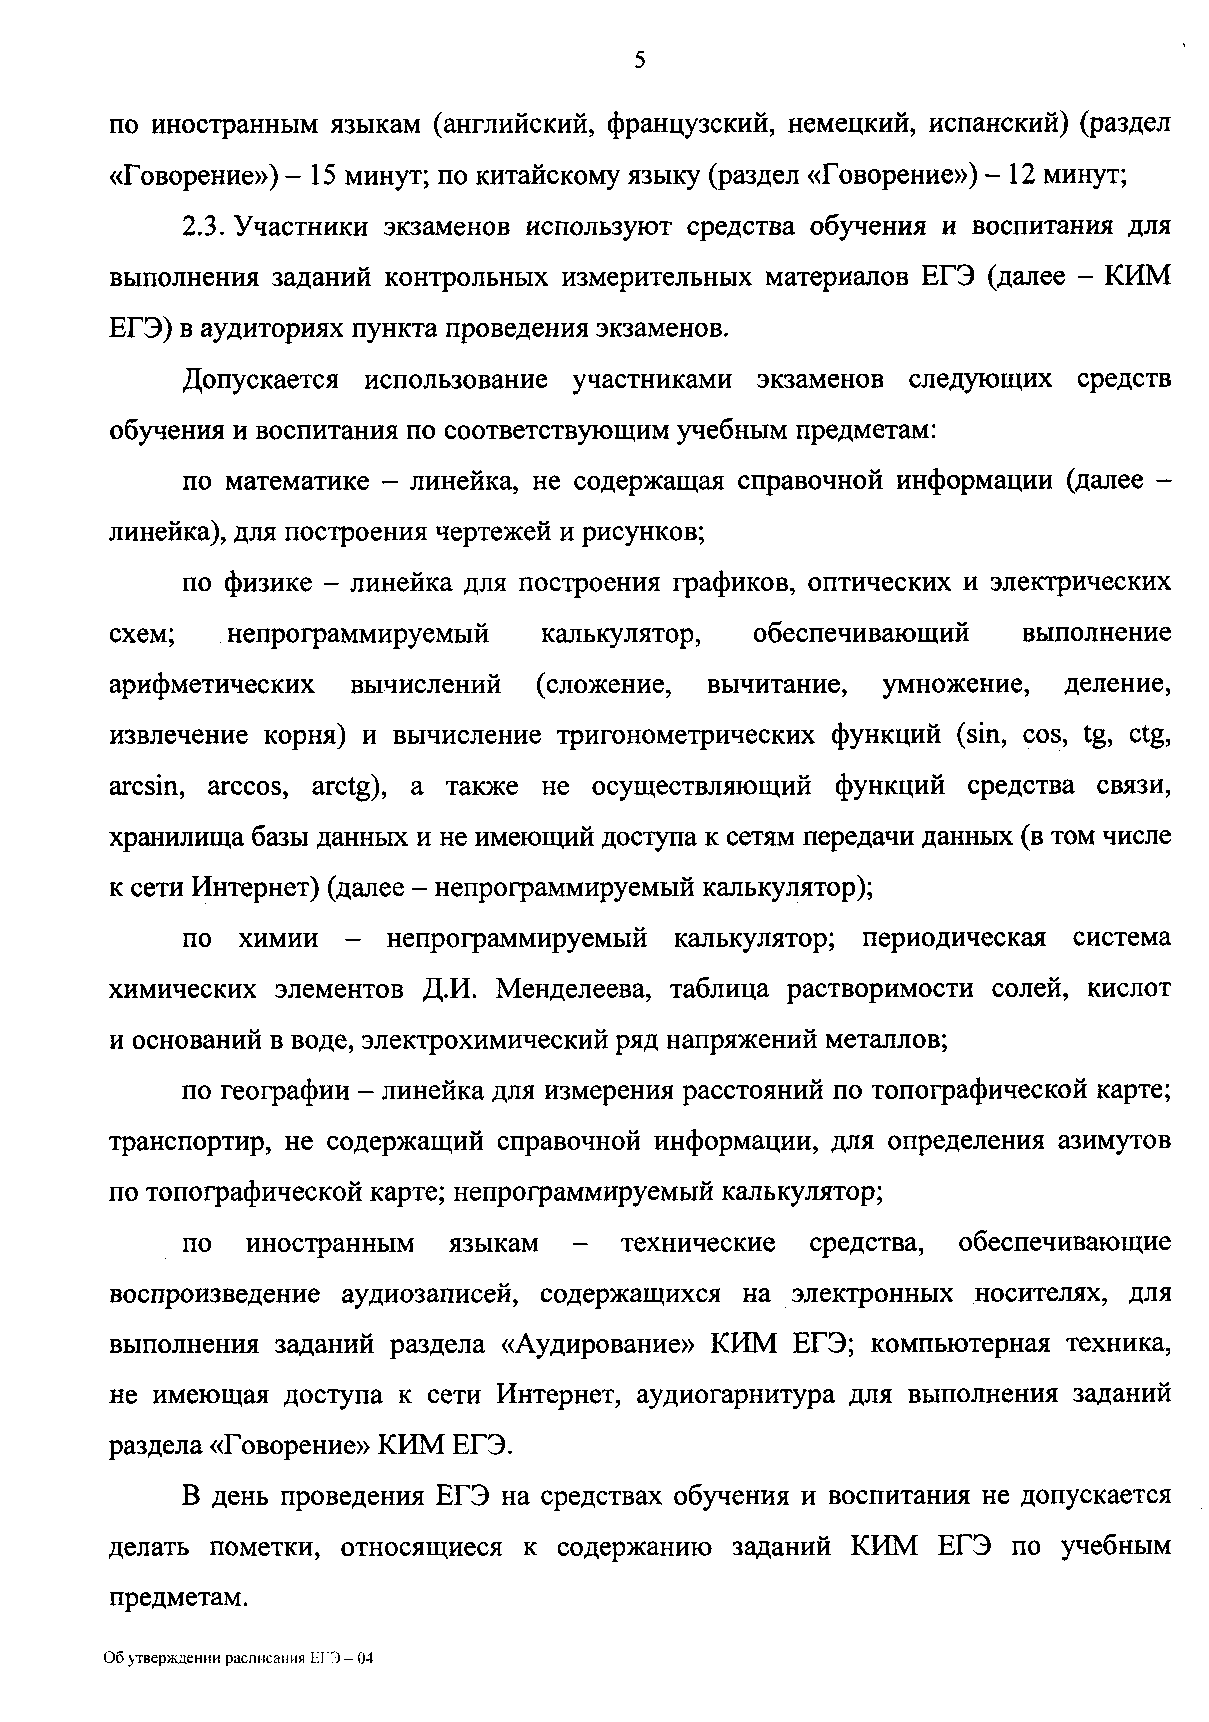 5
по иностранным языкам (английский, французский, немецкий, испанский) (раздел
«Говорение») – 15 минут; по китайскому языку (раздел «Говорение») – 12 минут;
2.3. Участники экзаменов используют средства обучения и воспитания для
выполнения заданий контрольных измерительных материалов ЕГЭ (далее – КИМ
ЕГЭ) в аудиториях пункта проведения экзаменов.
Допускается использование участниками экзаменов следующих средств
обучения и воспитания по соответствующим учебным предметам:
по математике – линейка, не содержащая справочной информации (далее –
линейка), для построения чертежей и рисунков;
по физике – линейка для построения графиков, оптических и электрических
схем; непрограммируемый калькулятор, обеспечивающий выполнение
арифметических вычислений (сложение, вычитание, умножение, деление,
извлечение корня) и вычисление тригонометрических функций (sin, cos, tg, ctg,
arcsin, arccos, arctg), а также не осуществляющий функций средства связи,
хранилища базы данных и не имеющий доступа к сетям передачи данных (в том числе
к сети Интернет) (далее – непрограммируемый калькулятор);
по химии – непрограммируемый калькулятор; периодическая система
химических элементов Д.И. Менделеева, таблица растворимости солей, кислот
и оснований в воде, электрохимический ряд напряжений металлов;
по географии – линейка для измерения расстояний по топографической карте;
транспортир, не содержащий справочной информации, для определения азимутов
по топографической карте; непрограммируемый калькулятор;
по иностранным языкам – технические средства, обеспечивающие
воспроизведение аудиозаписей, содержащихся на электронных носителях, для
выполнения заданий раздела «Аудирование» КИМ ЕГЭ; компьютерная техника,
не имеющая доступа к сети Интернет, аудиогарнитура для выполнения заданий
раздела «Говорение» КИМ ЕГЭ.
В день проведения ЕГЭ на средствах обучения и воспитания не допускается
делать пометки, относящиеся к содержанию заданий КИМ ЕГЭ по учебным
предметам.
Об утверждении расписания ЕГЭ – 04